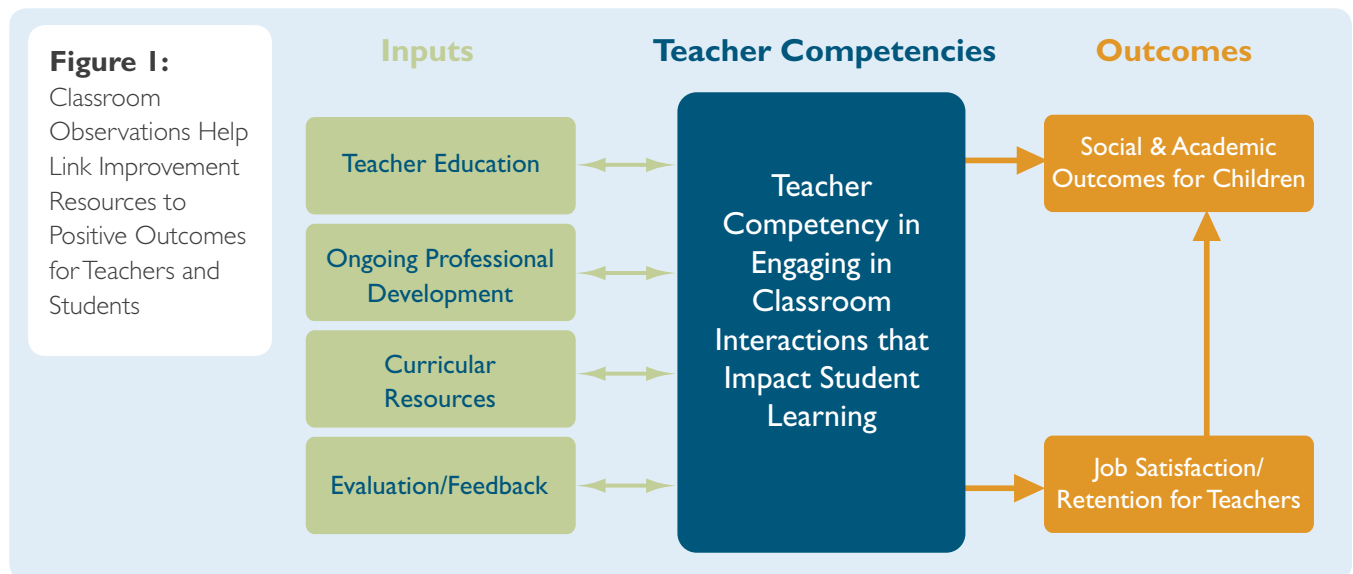 Figure 1:
Classroom
Observations Help
Link Improvement
Resources to
Positive Outcomes
for Teachers and
Students
Inputs
Teacher Education
Ongoing Professional
Development
Curricular
Resources
Evaluation/Feedback
Teacher Competencies
Teacher
Competency in
Engaging in
Classroom
Interactions that
Impact Student
Learning
Outcomes
Social & Academic
Outcomes for Children
Job Satisfaction/
Retention for Teachers